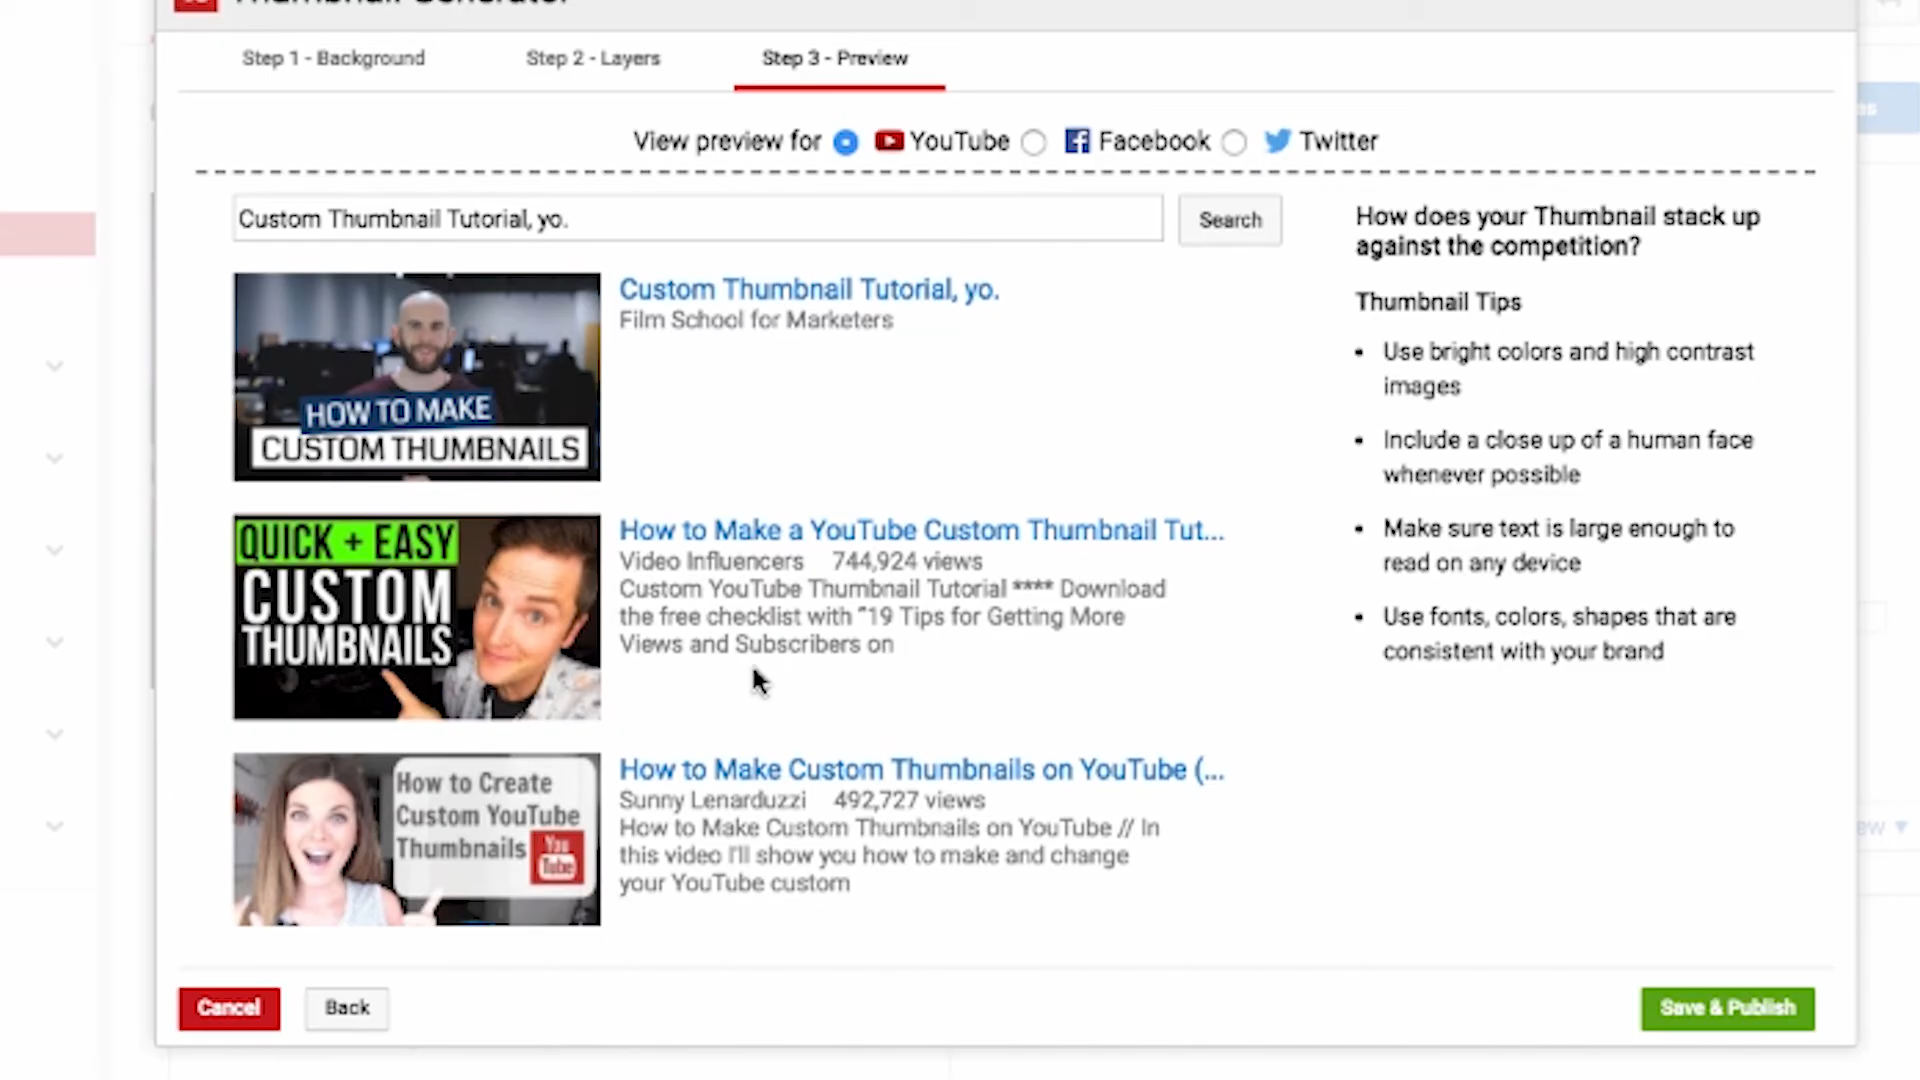 Thumbnail Generator
Step 1 - Background
Step 2 - Layers
Step 3 - Preview
View preview for YouTube Facebook Twitter
Custom Thumbnail Tutorial, yo.
Search
HOW TO MAKE
CUSTOM THUMBNAILS
Custom Thumbnail Tutorial, yo.
Film School for Marketers
QUICK + EASY
CUSTOM
THUMBNAILS
How to Make a YouTube Custom Thumbnail Tut...
Video Influencers 744,924 views
Custom YouTube Thumbnail Tutorial **** Download
the free checklist with "19 Tips for Getting More
Views and Subscribers on
How to Create
Custom YouTube
Thumbnails
You
Tube
How to Make Custom Thumbnails on YouTube (...
Sunny Lenarduzzi 492,727 views
How to Make Custom Thumbnails on YouTube // In
this video I'll show you how to make and change
your YouTube custom
How does your Thumbnail stack up
against the competition?
Thumbnail Tips
• Use bright colors and high contrast
images
• Include a close up of a human face
whenever possible
• Make sure text is large enough to
read on any device
• Use fonts, colors, shapes that are
consistent with your brand
Cancel
Back
Save & Publish